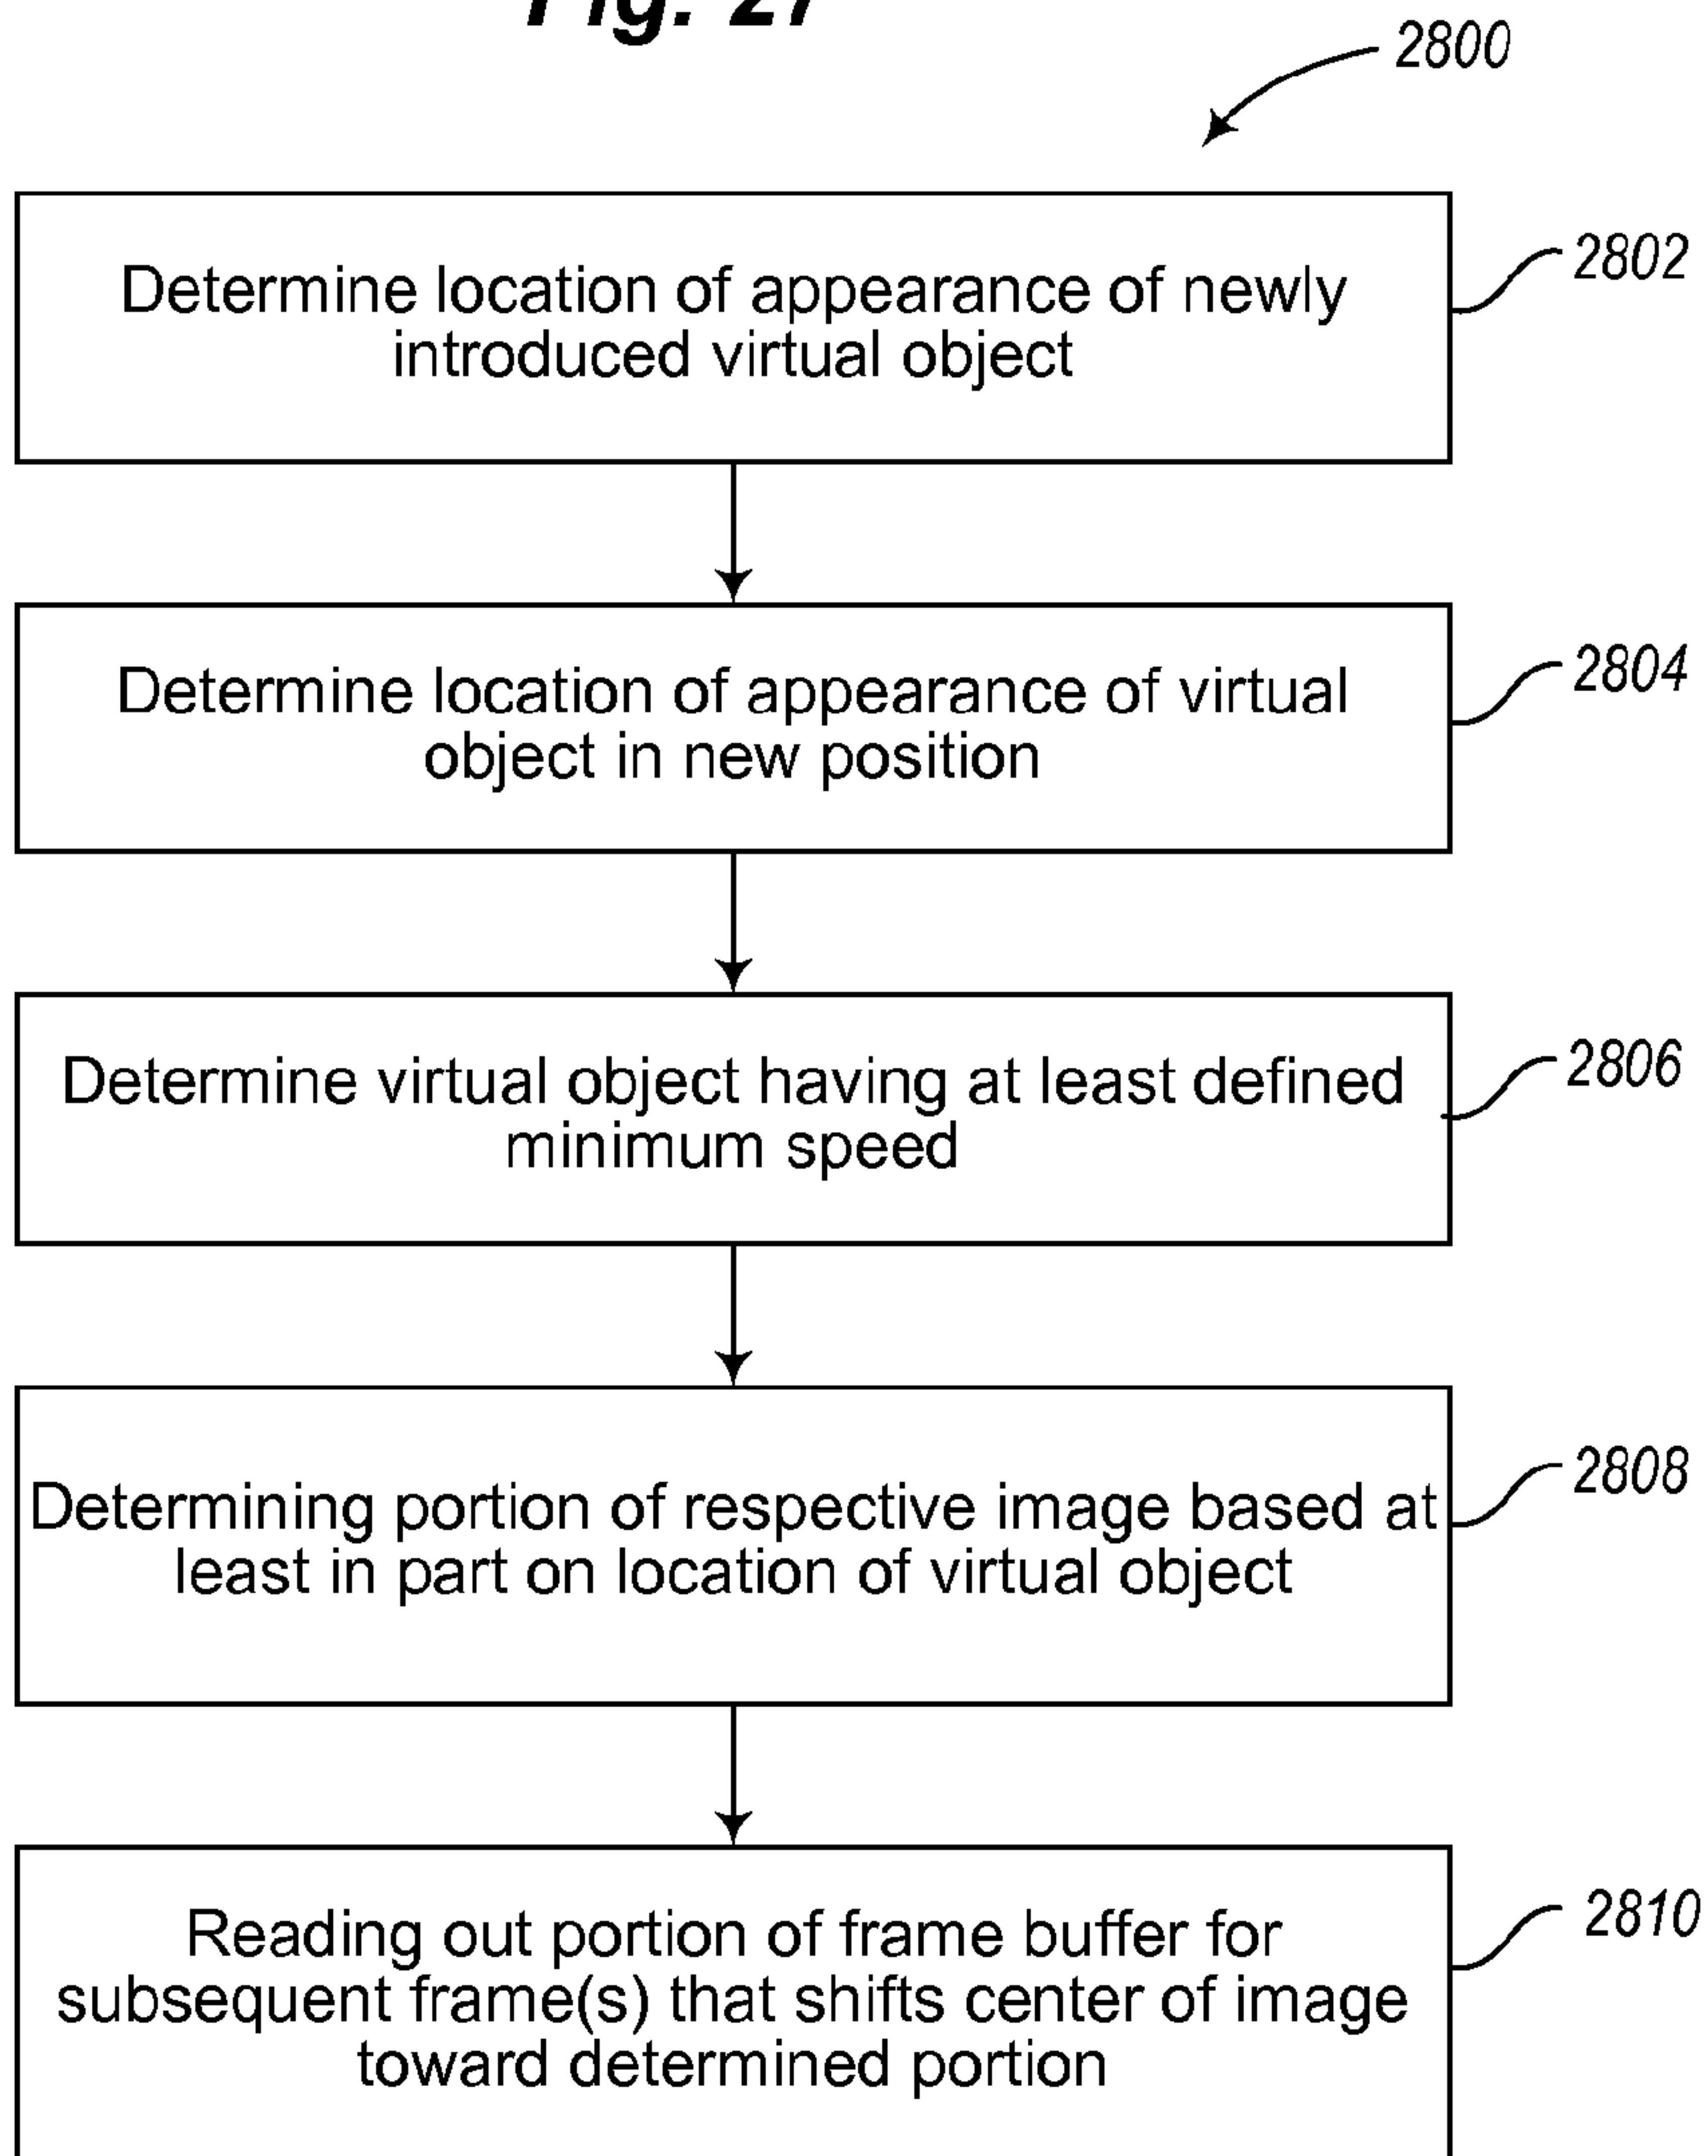 Fig. 27
2800
Determine location of appearance of newly
introduced virtual object
2802
Determine location of appearance of virtual
object in new position
2804
Determine virtual object having at least defined
minimum speed
2806
Determining portion of respective image based at
least in part on location of virtual object
2808
Reading out portion of frame buffer for
subsequent frame(s) that shifts center of image
toward determined portion
2810